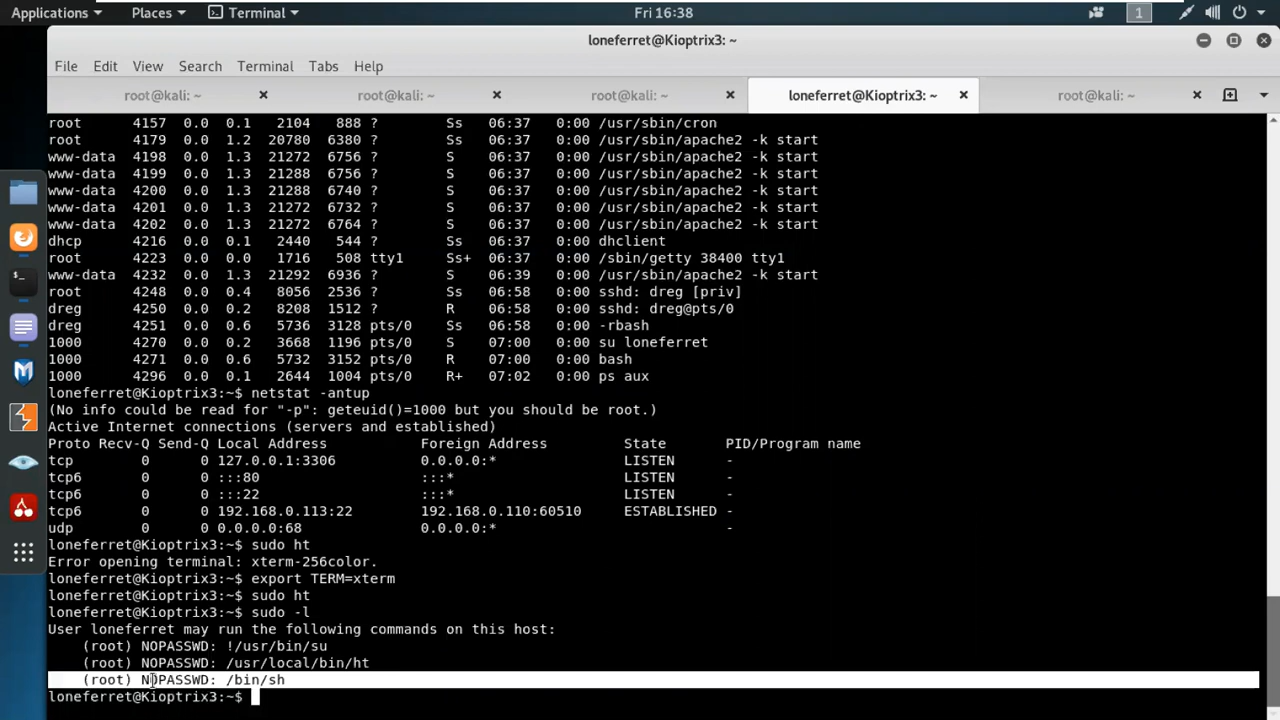 Applications Places Terminal Fri 16:38 1
loneferret@Kioptrix3: ~
File Edit View Search Terminal Tabs Help
root@kali: ~ root@kali: ~ root@kali: ~ loneferret@Kioptrix3: ~ root@kali: ~
root 4157 0.0 0.1 2104 888 ? Ss 06:37 0:00 /usr/sbin/cron
root 4179 0.0 1.2 20780 6380 ? Ss 06:37 0:00 /usr/sbin/apache2 -k start
www-data 4198 0.0 1.3 21272 6756 ? S 06:37 0:00 /usr/sbin/apache2 -k start
www-data 4199 0.0 1.3 21288 6756 ? S 06:37 0:00 /usr/sbin/apache2 -k start
www-data 4200 0.0 1.3 21288 6740 ? S 06:37 0:00 /usr/sbin/apache2 -k start
www-data 4201 0.0 1.3 21272 6732 ? S 06:37 0:00 /usr/sbin/apache2 -k start
www-data 4202 0.0 1.3 21272 6764 ? S 06:37 0:00 /usr/sbin/apache2 -k start
dhcp 4216 0.0 0.1 2440 544 ? Ss 06:37 0:00 dhclient
root 4223 0.0 0.0 1716 508 tty1 Ss+ 06:37 0:00 /sbin/getty 38400 tty1
www-data 4232 0.0 1.3 21292 6936 ? S 06:39 0:00 /usr/sbin/apache2 -k start
root 4248 0.0 0.4 8056 2536 ? Ss 06:58 0:00 sshd: dreg [priv]
dreg 4250 0.0 0.2 8208 1512 ? R 06:58 0:00 sshd: dreg@pts/0
dreg 4251 0.0 0.6 5736 3128 pts/0 Ss 06:58 0:00 -rbash
1000 4270 0.0 0.2 3668 1196 pts/0 S 07:00 0:00 su loneferret
1000 4271 0.0 0.6 5732 3152 pts/0 R 07:00 0:00 bash
1000 4296 0.0 0.1 2644 1004 pts/0 R+ 07:02 0:00 ps aux
loneferret@Kioptrix3:~$ netstat -antup
(No info could be read for "-p": geteuid()=1000 but you should be root.)
Active Internet connections (servers and established)
Proto Recv-Q Send-Q Local Address Foreign Address State PID/Program name
tcp 0 0 127.0.0.1:3306 0.0.0.0:* LISTEN -
tcp6 0 0 :::80 :::* LISTEN -
tcp6 0 0 :::22 :::* LISTEN -
tcp6 0 0 192.168.0.113:22 192.168.0.110:60510 ESTABLISHED -
udp 0 0 0.0.0.0:68 0.0.0.0:* -
loneferret@Kioptrix3:~$ sudo ht
Error opening terminal: xterm-256color.
loneferret@Kioptrix3:~$ export TERM=xterm
loneferret@Kioptrix3:~$ sudo ht
loneferret@Kioptrix3:~$ sudo -l
User loneferret may run the following commands on this host:
(root) NOPASSWD: !/usr/bin/su
(root) NOPASSWD: /usr/local/bin/ht
(root) NOPASSWD: /bin/sh
loneferret@Kioptrix3:~$